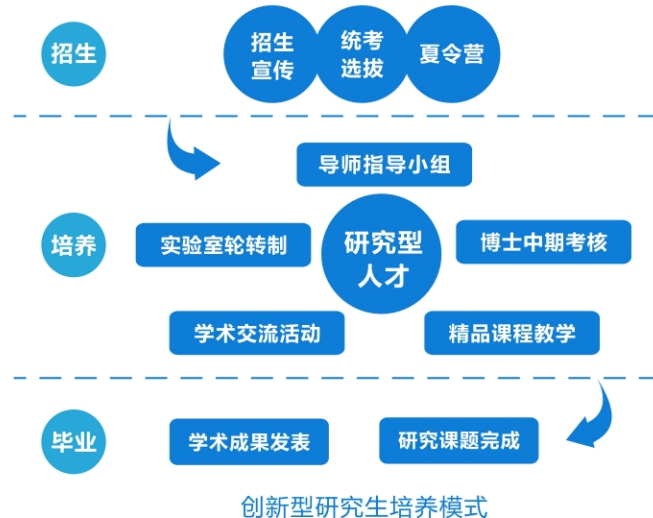 招生
招生
宣传
统考
选拔
夏令营
导师指导小组
培养
实验室轮转制
研究型
人才
博士中期考核
学术交流活动
精品课程教学
毕业
学术成果发表
研究课题完成
创新型研究生培养模式